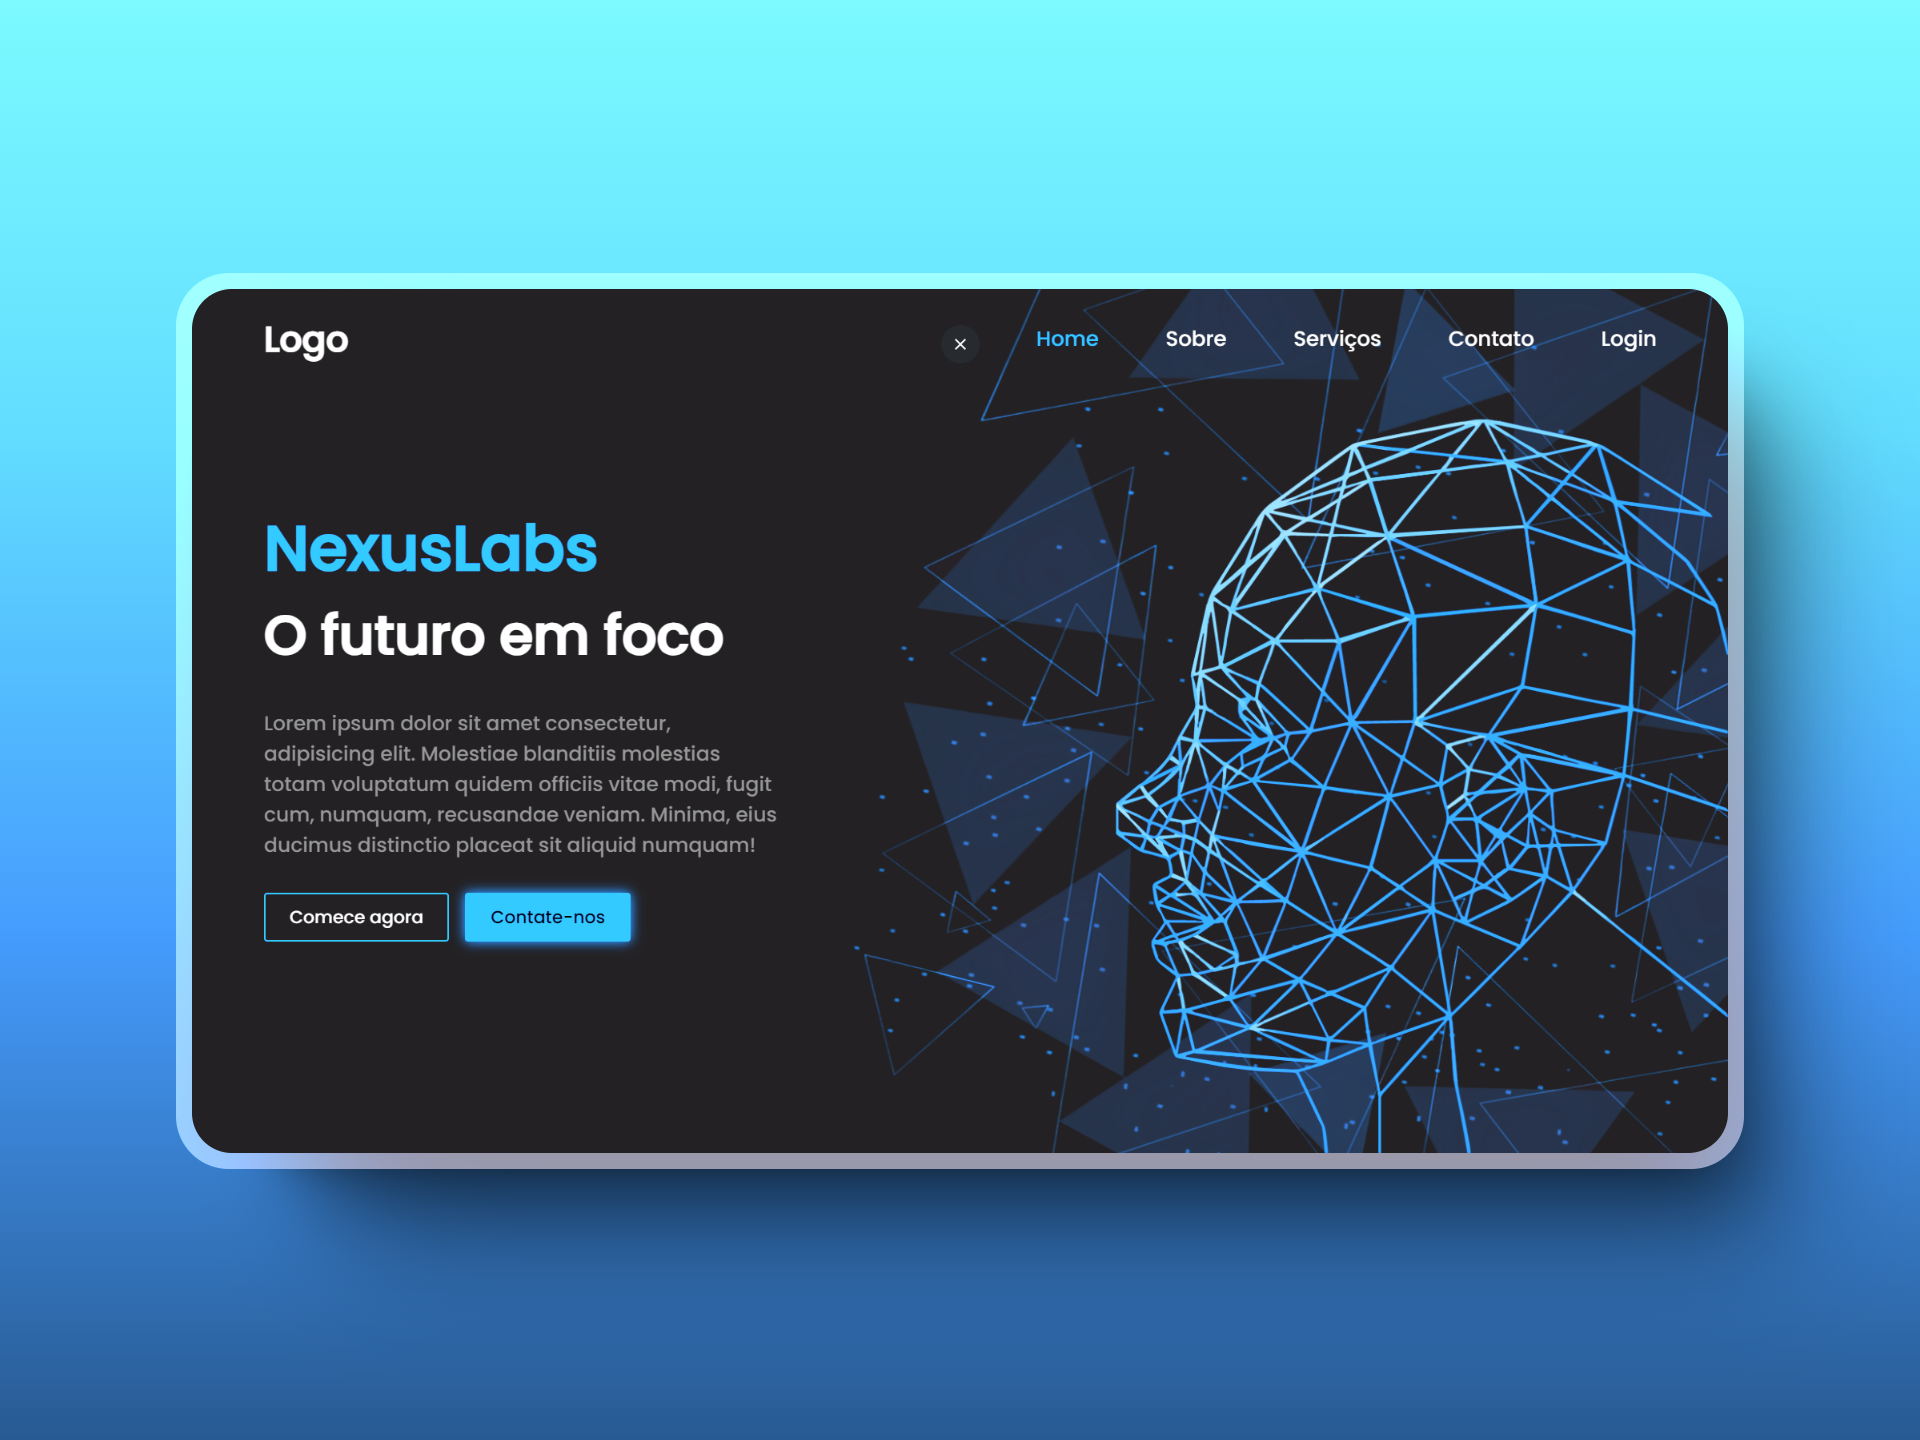 Logo
× Home Sobre Serviços Contato Login
NexusLabs
O futuro em foco
Lorem ipsum dolor sit amet consectetur,
adipisicing elit. Molestiae blanditiis molestias
totam voluptatum quidem officiis vitae modi, fugit
cum, numquam, recusandae veniam. Minima, eius
ducimus distinctio placeat sit aliquid numquam!
Comece agora Contate-nos